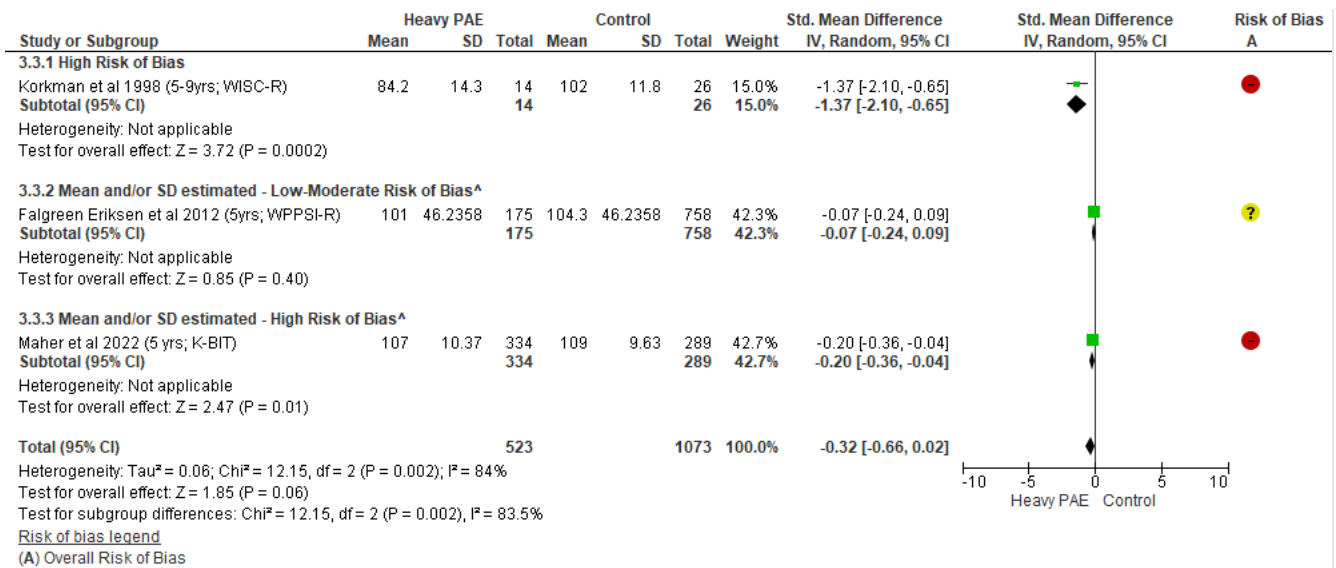 Heavy PAE Control Std. Mean Difference Std. Mean Difference Risk of Bias
Study or Subgroup Mean SD Total Mean SD Total Weight IV, Random, 95% CI IV, Random, 95% CI A
3.3.1 High Risk of Bias
Korkman et al 1998 (5-9yrs; WISC-R) 84.2 14.3 14 102 11.8 26 15.0% -1.37 [-2.10, -0.65]
Subtotal (95% CI) 14 26 15.0% -1.37 [-2.10, -0.65]
Heterogeneity: Not applicable
Test for overall effect: Z = 3.72 (P = 0.0002)
3.3.2 Mean and/or SD estimated - Low-Moderate Risk of Bias^
Falgreen Eriksen et al 2012 (5yrs; WPPSI-R) 101 46.2358 175 104.3 46.2358 758 42.3% -0.07 [-0.24, 0.09] ?
Subtotal (95% CI) 175 758 42.3% -0.07 [-0.24, 0.09]
Heterogeneity: Not applicable
Test for overall effect: Z = 0.85 (P = 0.40)
3.3.3 Mean and/or SD estimated - High Risk of Bias^
Maher et al 2022 (5 yrs; K-BIT) 107 10.37 334 109 9.63 289 42.7% -0.20 [-0.36, -0.04]
Subtotal (95% CI) 334 289 42.7% -0.20 [-0.36, -0.04]
Heterogeneity: Not applicable
Test for overall effect: Z = 2.47 (P = 0.01)
Total (95% CI) 523 1073 100.0% -0.32 [-0.66, 0.02]
Heterogeneity: Tau² = 0.06; Chi² = 12.15, df = 2 (P = 0.002); I² = 84%
Test for overall effect: Z = 1.85 (P = 0.06)
Test for subgroup differences: Chi² = 12.15, df = 2 (P = 0.002), I² = 83.5%
-10 -5 0 5 10
Heavy PAE Control
Risk of bias legend
(A) Overall Risk of Bias